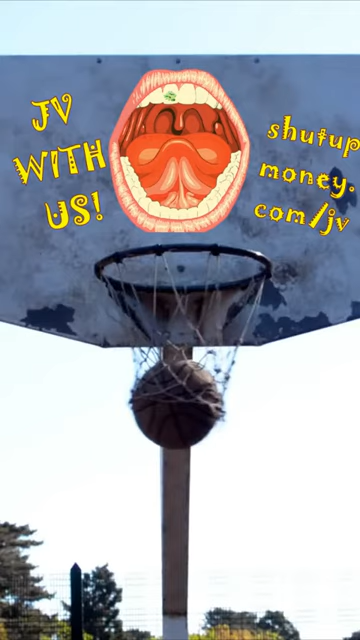 JV
WITH
US!
shutup
money.
com/jv